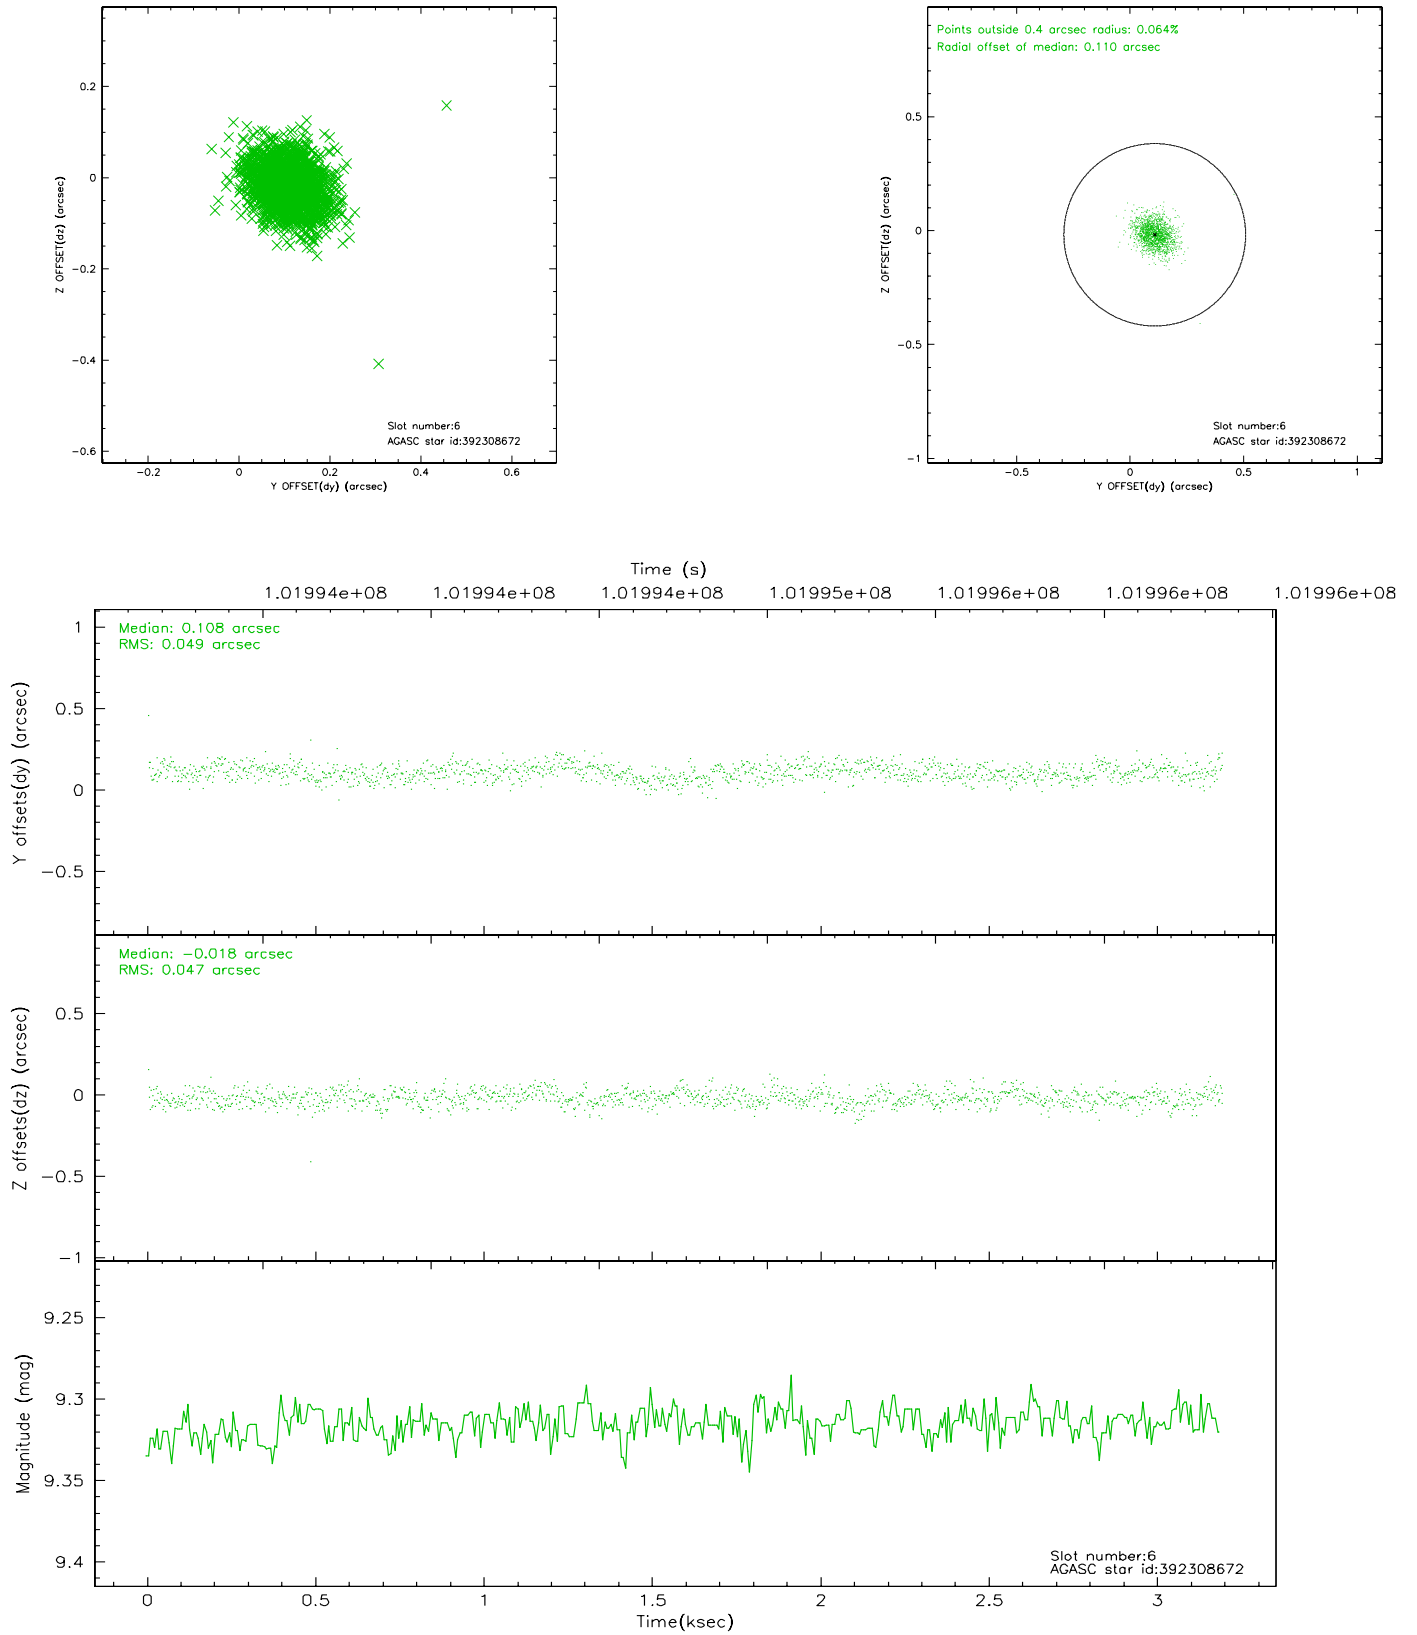 0.2
0
−0.2
−0.4
−0.6
Z OFFSET(dz) (arcsec)
Slot number:6
AGASC star id:392308672
−0.2 0 0.2 0.4 0.6
Y OFFSET(dy) (arcsec)
Points outside 0.4 arcsec radius: 0.064%
Radial offset of median: 0.110 arcsec
0.5
0
−0.5
−1
Z OFFSET(dz) (arcsec)
Slot number:6
AGASC star id:392308672
−0.5 0 0.5 1
Y OFFSET(dy) (arcsec)
Time (s)
1.01994e+08 1.01994e+08 1.01994e+08 1.01995e+08 1.01996e+08 1.01996e+08 1.01996e+08
Median: 0.108 arcsec
RMS: 0.049 arcsec
1
0.5
0
−0.5
Y offsets(dy) (arcsec)
Median: −0.018 arcsec
RMS: 0.047 arcsec
0.5
0
−0.5
−1
Z offsets(dz) (arcsec)
9.25
9.3
9.35
9.4
Magnitude (mag)
Slot number:6
AGASC star id:392308672
0 0.5 1 1.5 2 2.5 3
Time(ksec)